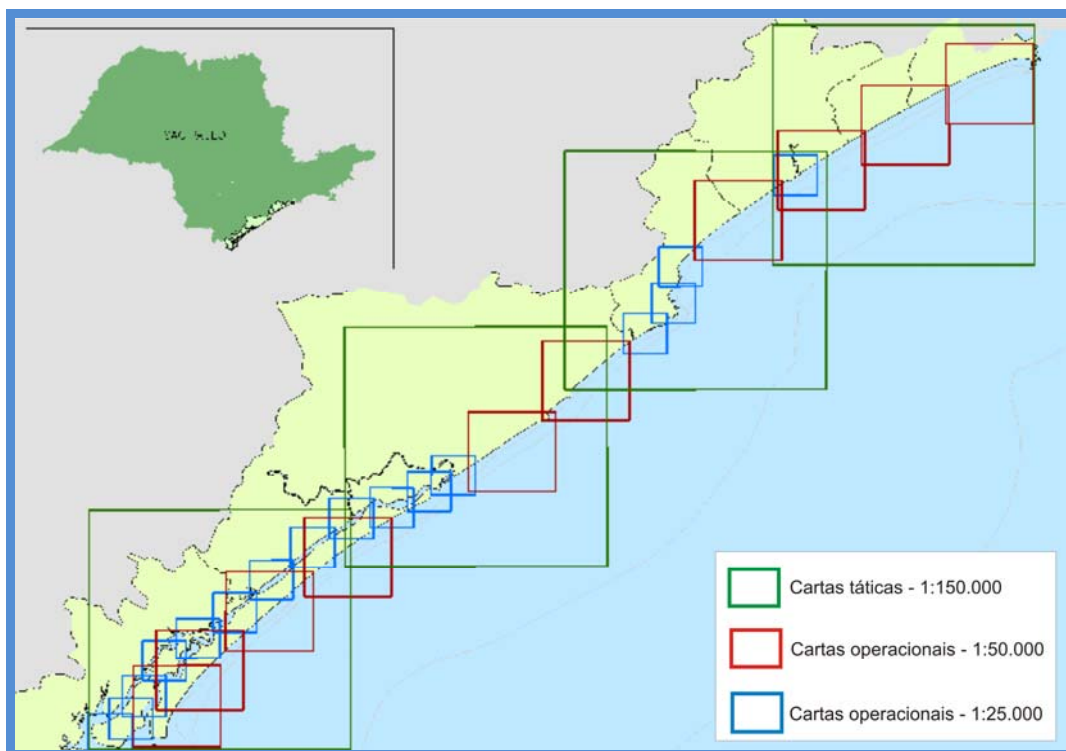 Cartas táticas - 1:150.000
Cartas operacionais - 1:50.000
Cartas operacionais - 1:25.000